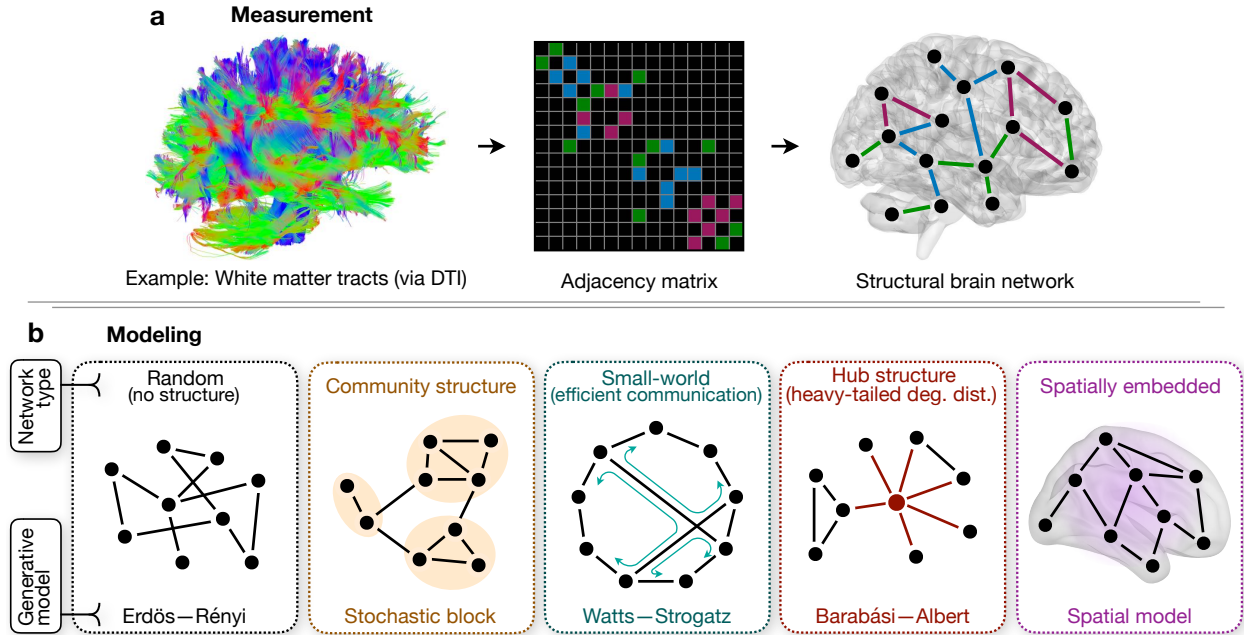 a Measurement
Example: White matter tracts (via DTI)
Adjacency matrix
Structural brain network
b Modeling
Network
type
Random
(no structure)
Community structure
Small-world
(efficient communication)
Hub structure
(heavy-tailed deg. dist.)
Spatially embedded
Generative
model
Erdös—Rényi
Stochastic block
Watts—Strogatz
Barabási—Albert
Spatial model